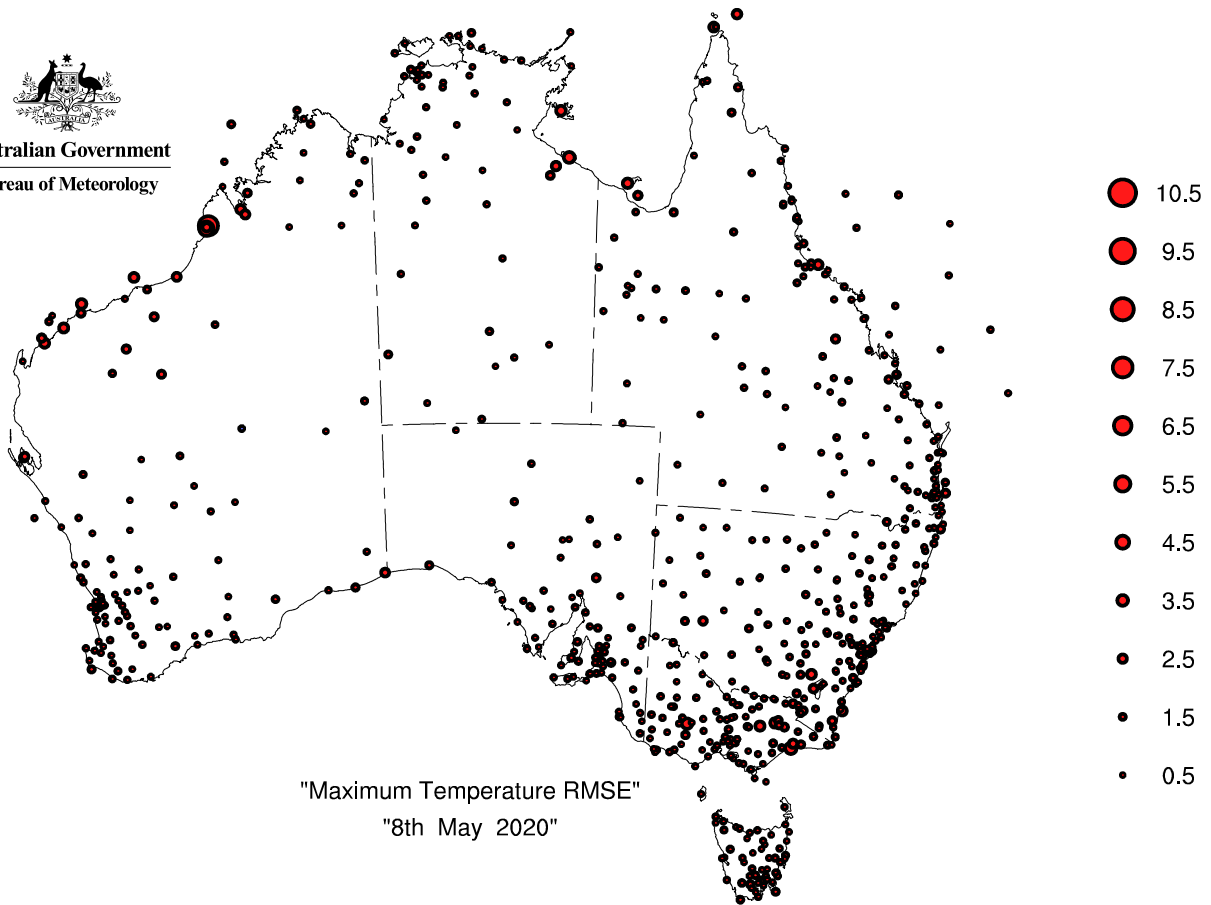 AUSTRALIA
tralian Government
reau of Meteorology
10.5
9.5
8.5
7.5
6.5
5.5
4.5
3.5
2.5
1.5
0.5
"Maximum Temperature RMSE"
"8th May 2020"